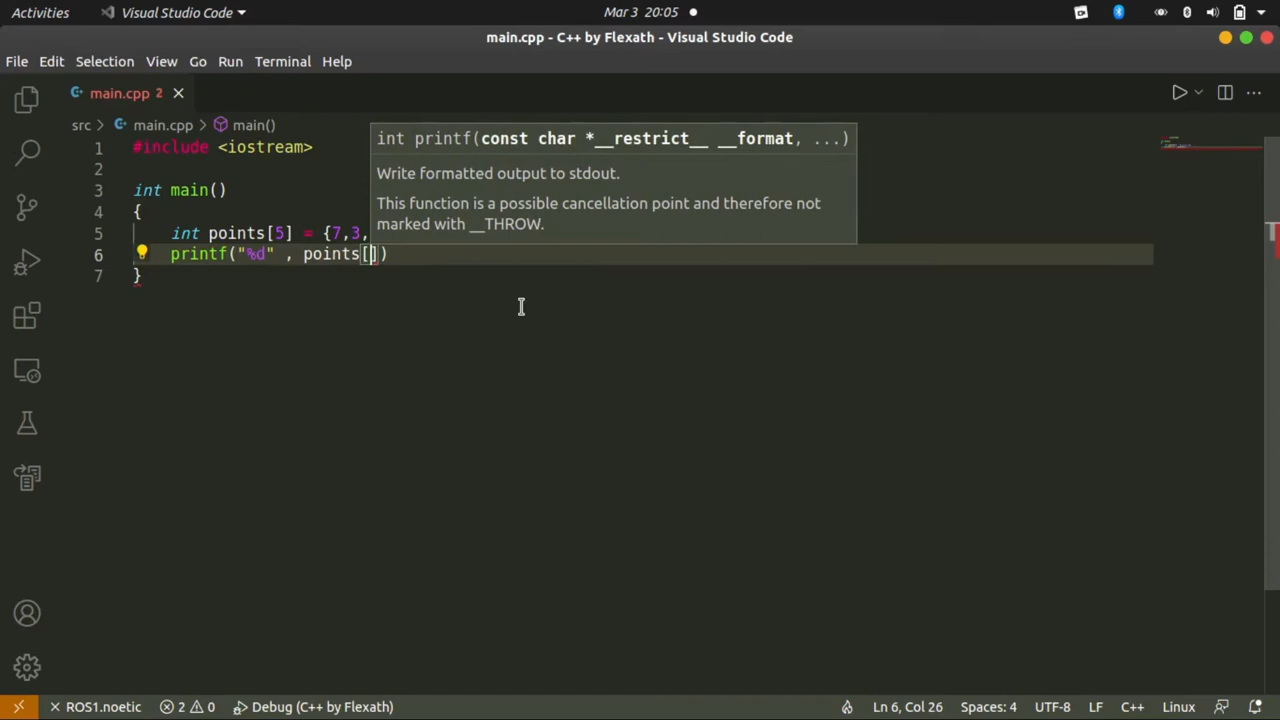 Activities Visual Studio Code Mar 3 20:05
main.cpp - C++ by Flexath - Visual Studio Code
File Edit Selection View Go Run Terminal Help
main.cpp 2
src main.cpp main()
int printf(const char *__restrict__ __format, ...)
Write formatted output to stdout.
This function is a possible cancellation point and therefore not
marked with __THROW.
1 #include <iostream>
2
3 int main()
4 {
5 int points[5] = {7,3,
6 printf("%d" , points[])
7 }
ROS1.noetic 2 0 Debug (C++ by Flexath) Ln 6, Col 26 Spaces: 4 UTF-8 LF C++ Linux